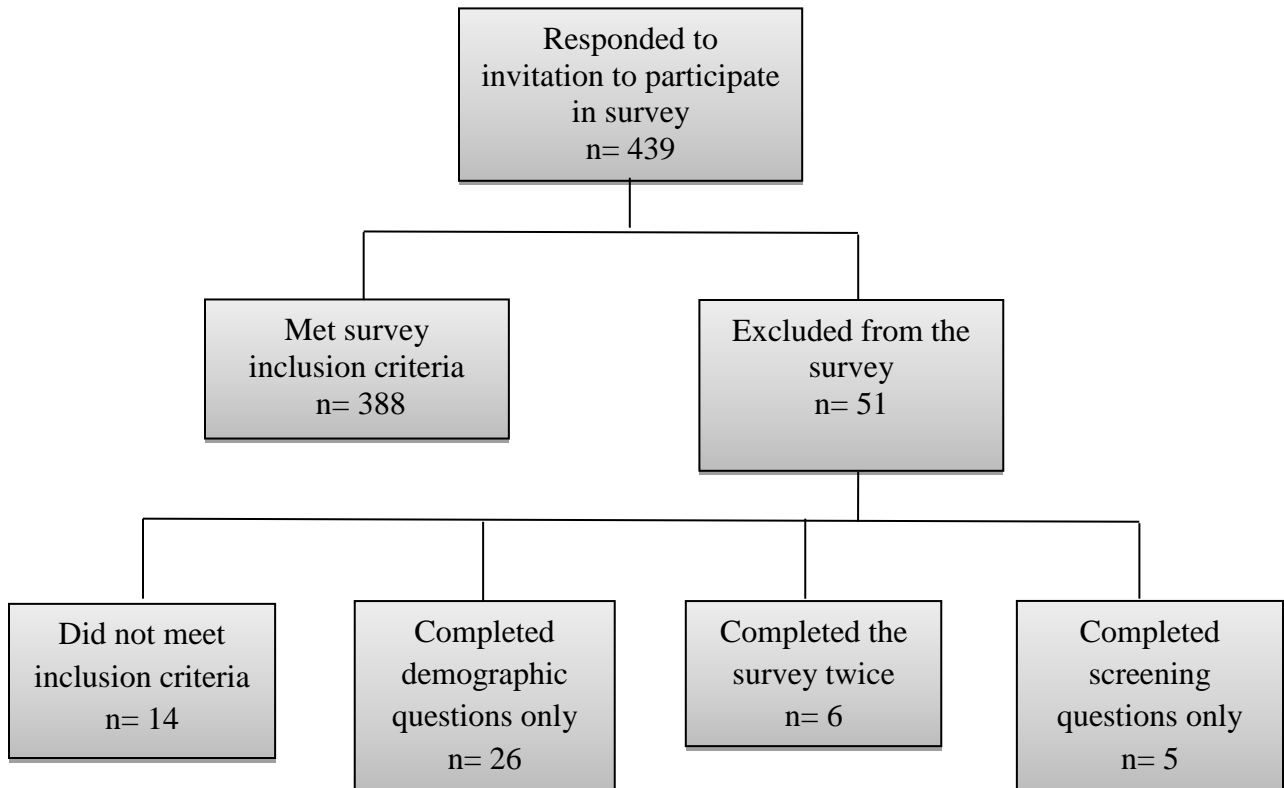 Responded to
invitation to participate
in survey
n= 439
Met survey
inclusion criteria
n= 388
Excluded from the
survey
n= 51
Did not meet
inclusion criteria
n= 14
Completed
demographic
questions only
n= 26
Completed the
survey twice
n= 6
Completed
screening
questions only
n= 5